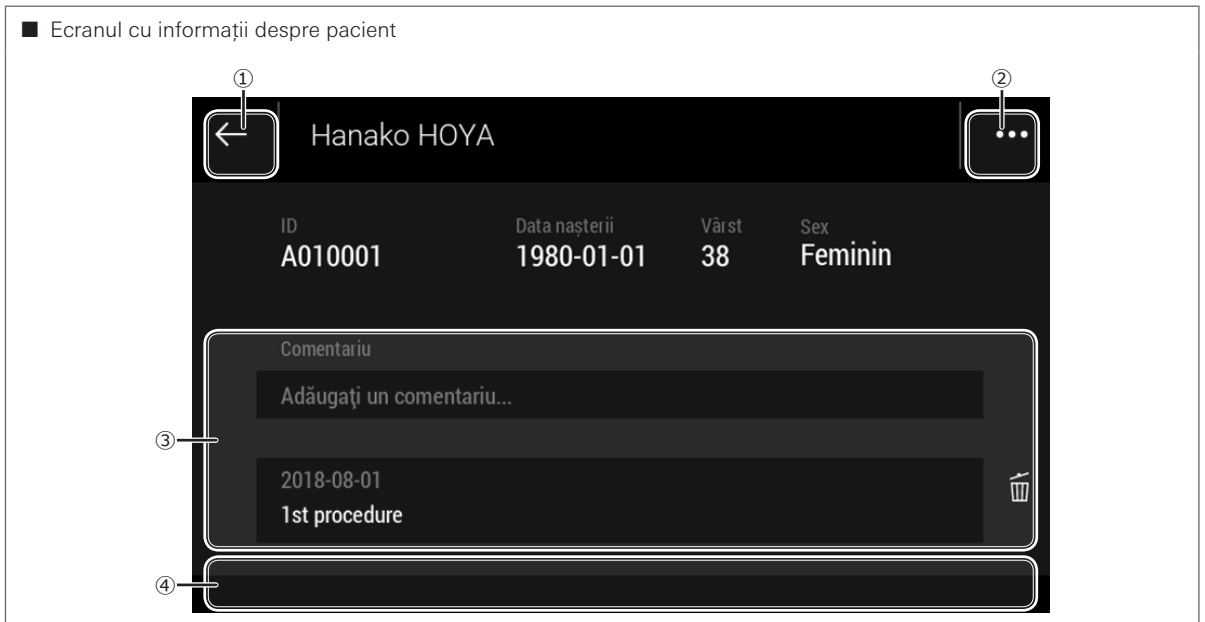 ■ Ecranul cu informații despre pacient
① ②
Hanako HOYA
ID Data nașterii Vârst Sex
A010001 1980-01-01 38 Feminin
Comentariu
Adăugaţi un comentariu...
③
2018-08-01
1st procedure
④